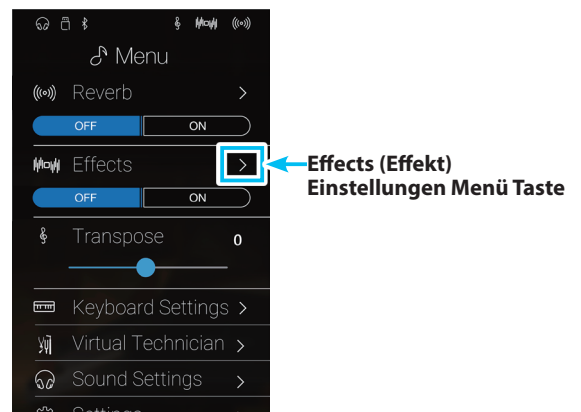 Menu
Reverb
OFF ON
Effects
Effects (Effekt)
Einstellungen Menü Taste
OFF ON
Transpose 0
Keyboard Settings
Virtual Technician
Sound Settings
Settings